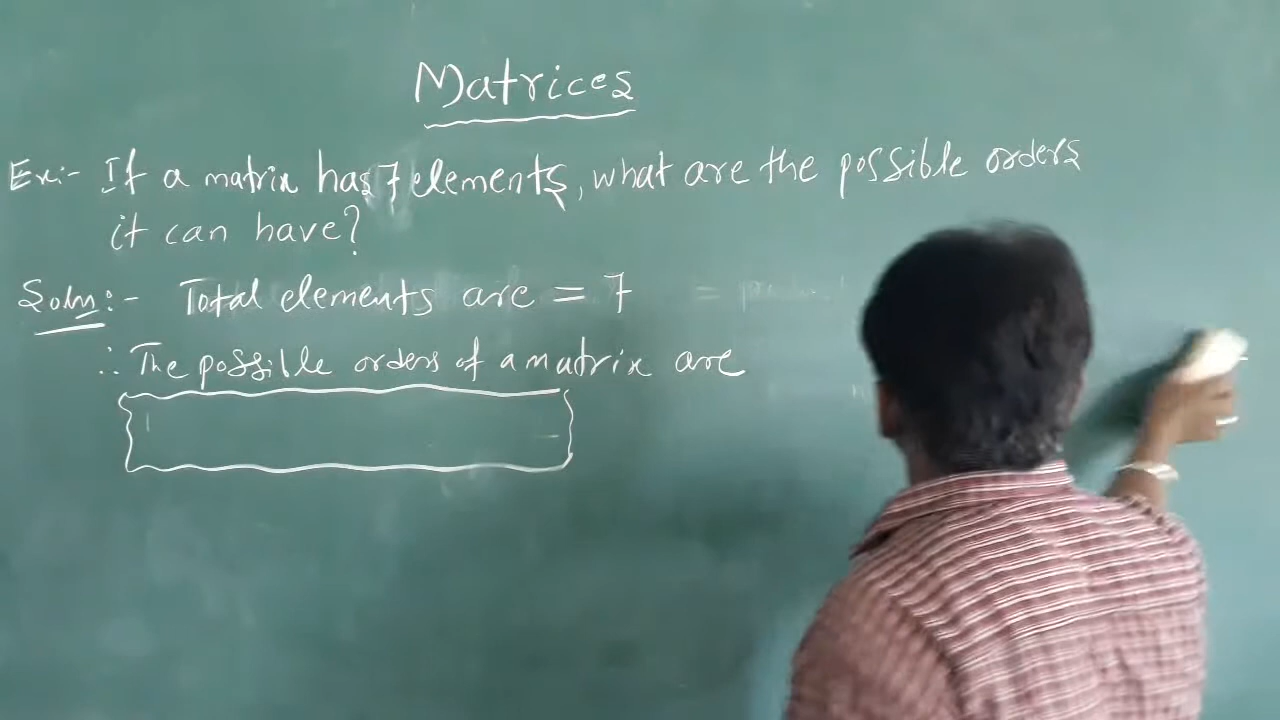 Matrices
Ex:- If a matrix has 7 elements, what are the possible orders
it can have?
Soln:- Total elements are = 7 =
∴ The possible orders of a matrix are